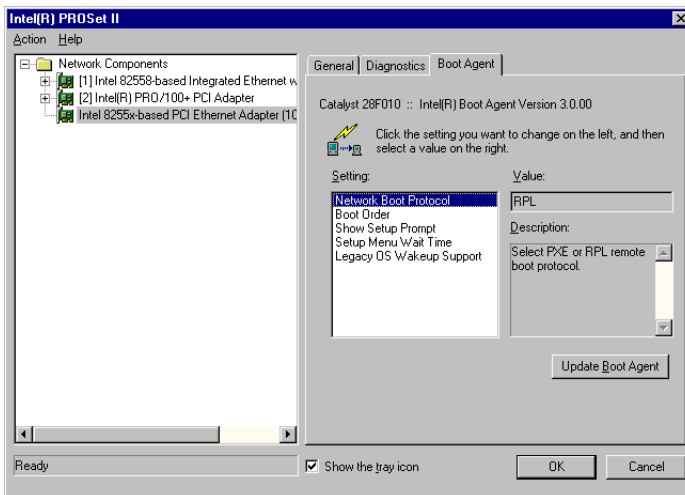 Intel(R) PROSet II
Action Help
Network Components
[1] Intel 82558-based Integrated Ethernet w
[2] Intel(R) PRO/100+ PCI Adapter
Intel 8255x-based PCI Ethernet Adapter (10
General Diagnostics Boot Agent
Catalyst 28F010 :: Intel(R) Boot Agent Version 3.0.00
Click the setting you want to change on the left, and then
select a value on the right.
Setting:
Network Boot Protocol
Boot Order
Show Setup Prompt
Setup Menu Wait Time
Legacy OS Wakeup Support
Value:
RPL
Description:
Select PXE or RPL remote
boot protocol.
Update Boot Agent
Ready
Show the tray icon
OK
Cancel